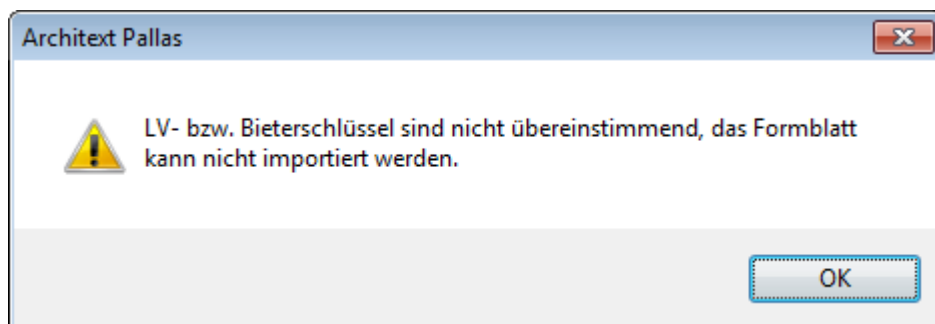 Architext Pallas
LV- bzw. Bieterschlüssel sind nicht übereinstimmend, das Formblatt
kann nicht importiert werden.
OK